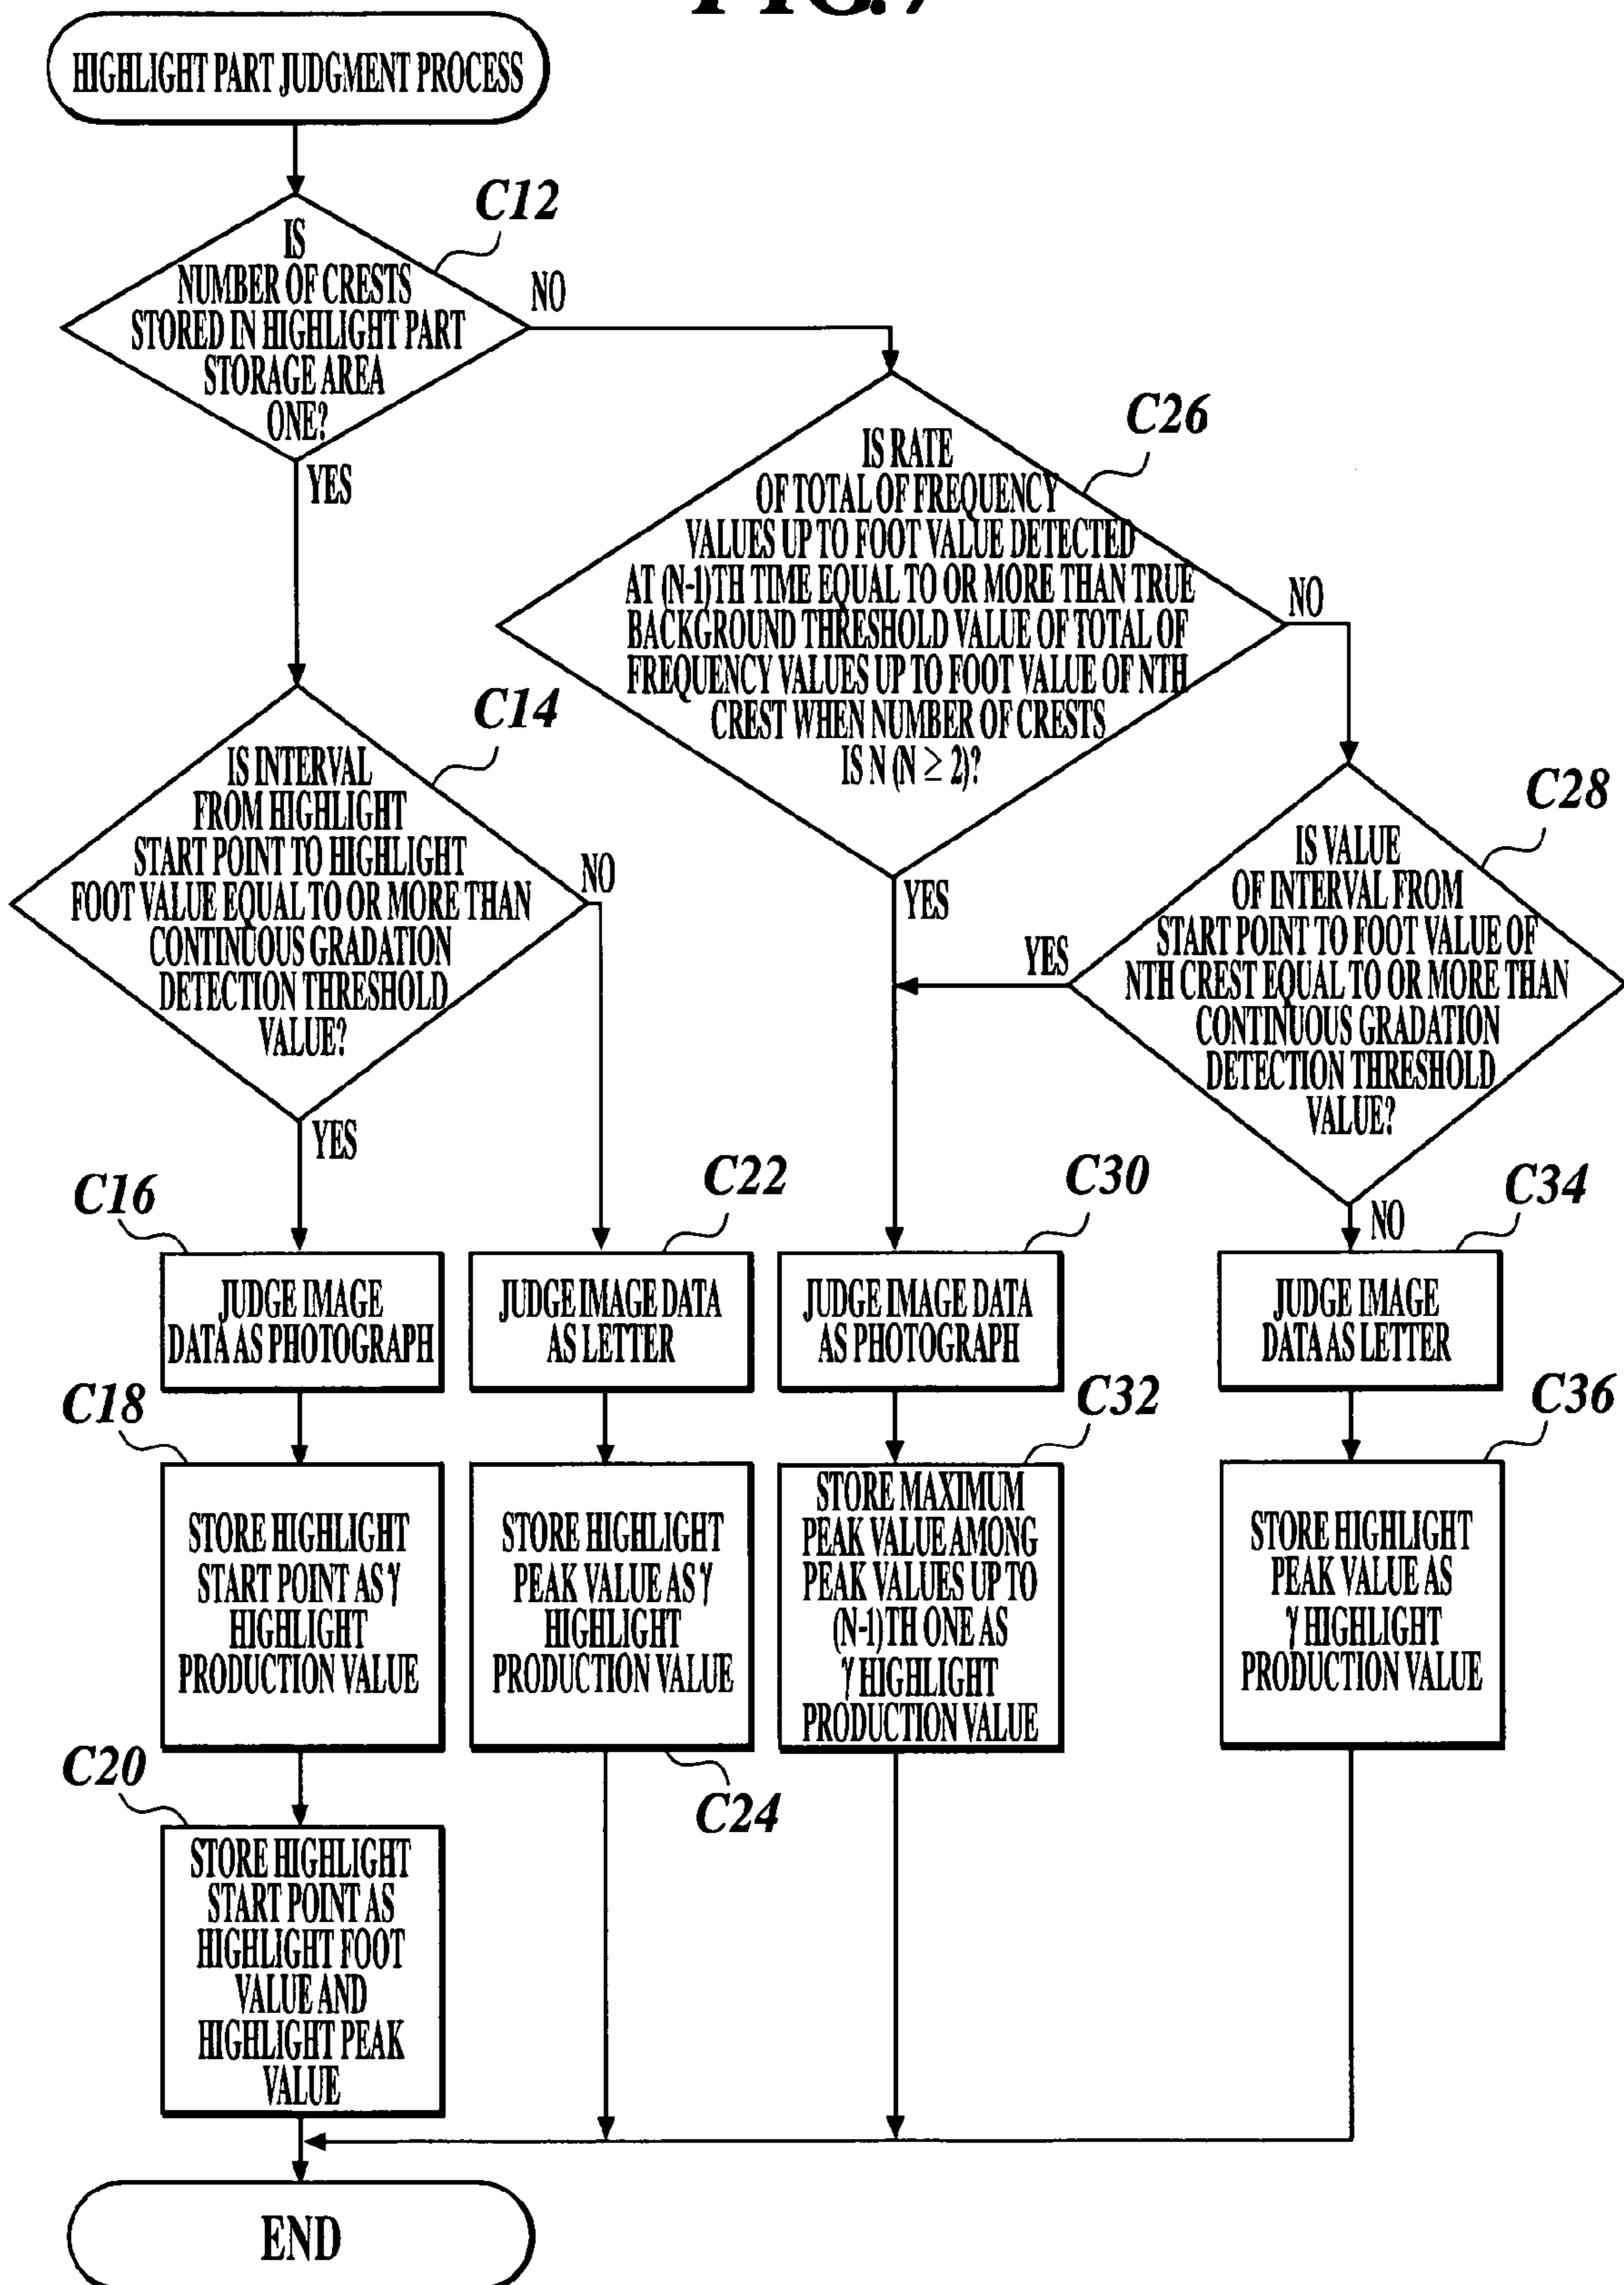 FIG.7
HIGHLIGHT PART JUDGMENT PROCESS
C12
IS
NUMBER OF CRESTS
STORED IN HIGHLIGHT PART
STORAGE AREA
ONE?
NO
YES
C26
IS RATE
OF TOTAL OF FREQUENCY
VALUES UP TO FOOT VALUE DETECTED
AT (N-1)TH TIME EQUAL TO OR MORE THAN TRUE
BACKGROUND THRESHOLD VALUE OF TOTAL OF
FREQUENCY VALUES UP TO FOOT VALUE OF NTH
CREST WHEN NUMBER OF CRESTS
IS N (N ≥ 2)?
NO
YES
C14
IS INTERVAL
FROM HIGHLIGHT
START POINT TO HIGHLIGHT
FOOT VALUE EQUAL TO OR MORE THAN
CONTINUOUS GRADATION
DETECTION THRESHOLD
VALUE?
NO
YES
C28
IS VALUE
OF INTERVAL FROM
START POINT TO FOOT VALUE OF
NTH CREST EQUAL TO OR MORE THAN
CONTINUOUS GRADATION
DETECTION THRESHOLD
VALUE?
YES
NO
C16
JUDGE IMAGE
DATA AS PHOTOGRAPH
C22
JUDGE IMAGE DATA
AS LETTER
C30
JUDGE IMAGE DATA
AS PHOTOGRAPH
C34
JUDGE IMAGE
DATA AS LETTER
C18
STORE HIGHLIGHT
START POINT AS γ
HIGHLIGHT
PRODUCTION VALUE
STORE HIGHLIGHT
PEAK VALUE AS γ
HIGHLIGHT
PRODUCTION VALUE
C24
C32
STORE MAXIMUM
PEAK VALUE AMONG
PEAK VALUES UP TO
(N-1)TH ONE AS
γ HIGHLIGHT
PRODUCTION VALUE
C36
STORE HIGHLIGHT
PEAK VALUE AS
γ HIGHLIGHT
PRODUCTION VALUE
C20
STORE HIGHLIGHT
START POINT AS
HIGHLIGHT FOOT
VALUE AND
HIGHLIGHT PEAK
VALUE
END